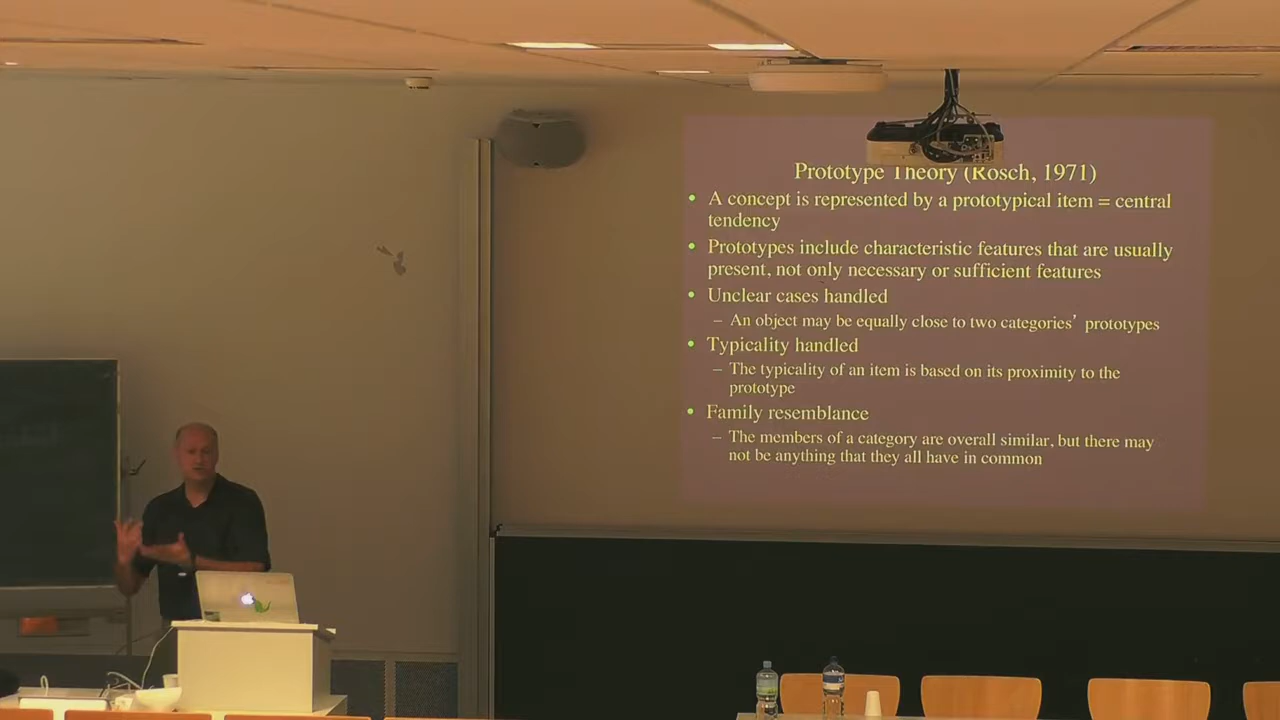 Prototype Theory (Rosch, 1971)
• A concept is represented by a prototypical item = central
tendency
• Prototypes include characteristic features that are usually
present, not only necessary or sufficient features
• Unclear cases handled
– An object may be equally close to two categories’ prototypes
• Typicality handled
– The typicality of an item is based on its proximity to the
prototype
• Family resemblance
– The members of a category are overall similar, but there may
not be anything that they all have in common